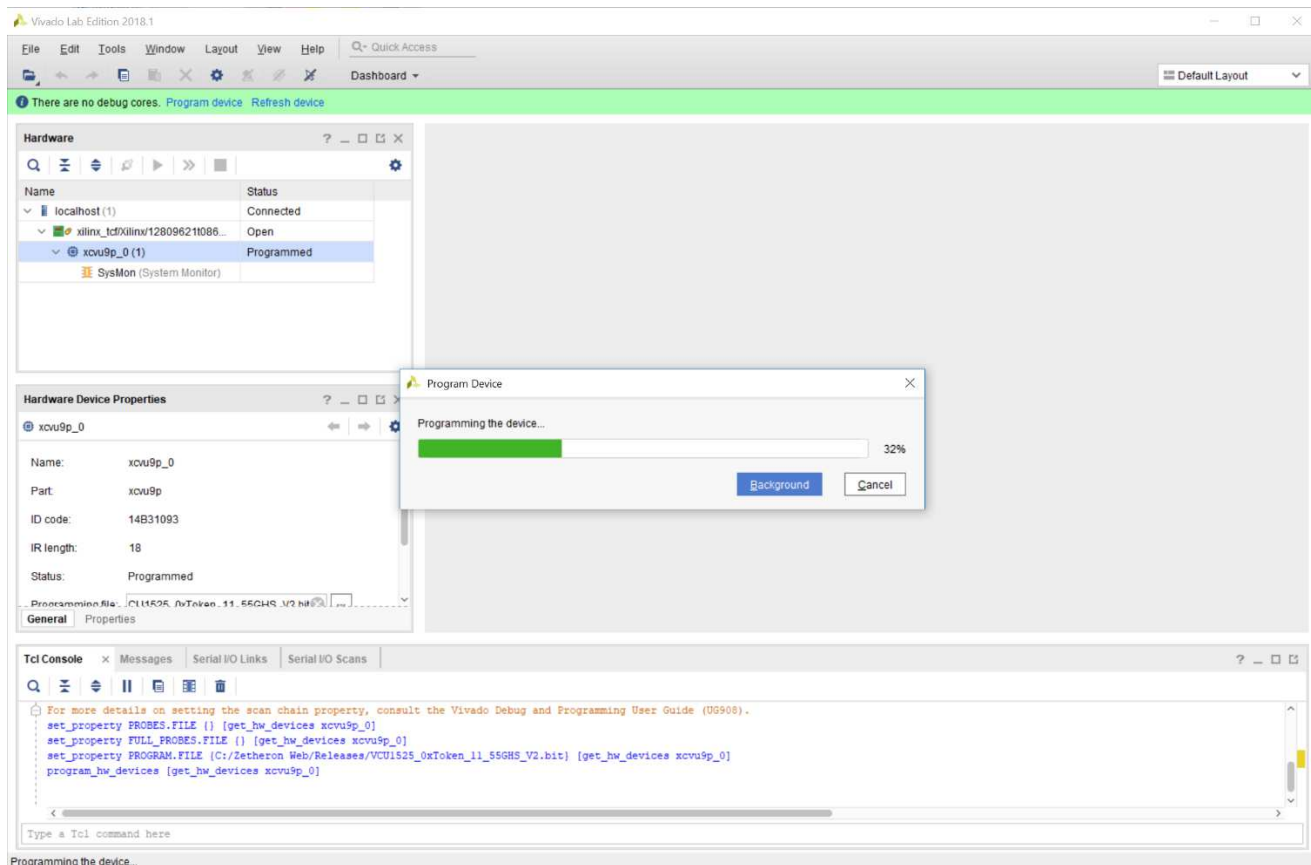 Vivado Lab Edition 2018.1
File Edit Tools Window Layout View Help Quick Access
Dashboard
Default Layout
There are no debug cores. Program device Refresh device
Hardware
Name Status
localhost (1) Connected
xilinx_tcf/Xilinx/12809621t086... Open
xcvu9p_0 (1) Programmed
SysMon (System Monitor)
Program Device
Programming the device...
32%
Background Cancel
Hardware Device Properties
xcvu9p_0
Name: xcvu9p_0
Part: xcvu9p
ID code: 14B31093
IR length: 18
Status: Programmed
Programming file: CU1525_0xToken_11_55GHS_V2.bit ...
General Properties
Tcl Console Messages Serial I/O Links Serial I/O Scans
For more details on setting the scan chain property, consult the Vivado Debug and Programming User Guide (UG908).
set_property PROBES.FILE {} [get_hw_devices xcvu9p_0]
set_property FULL_PROBES.FILE {} [get_hw_devices xcvu9p_0]
set_property PROGRAM.FILE {C:/Zetheron Web/Releases/VCU1525_0xToken_11_55GHS_V2.bit} [get_hw_devices xcvu9p_0]
program_hw_devices [get_hw_devices xcvu9p_0]
Type a Tcl command here
Programming the device...